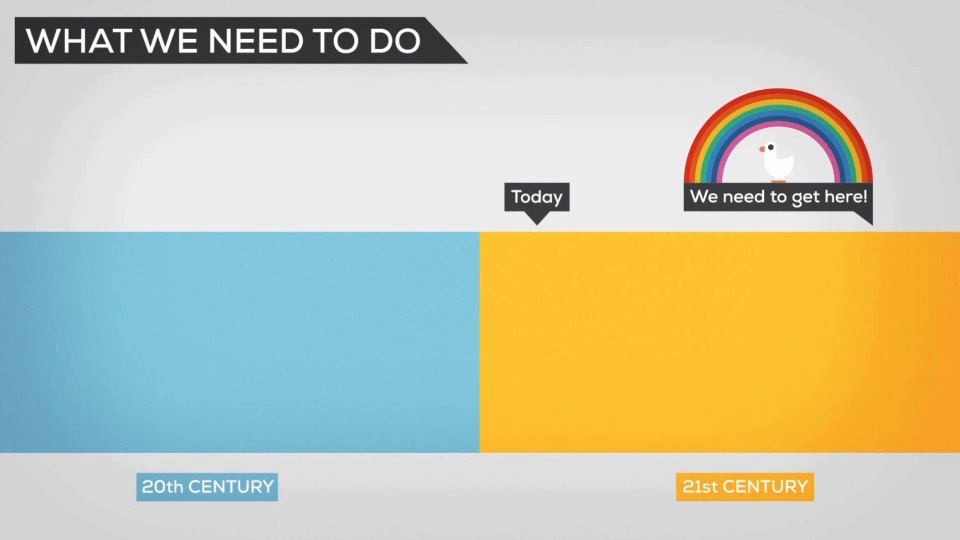 WHAT WE NEED TO DO
Today
We need to get here!
20th CENTURY
21st CENTURY